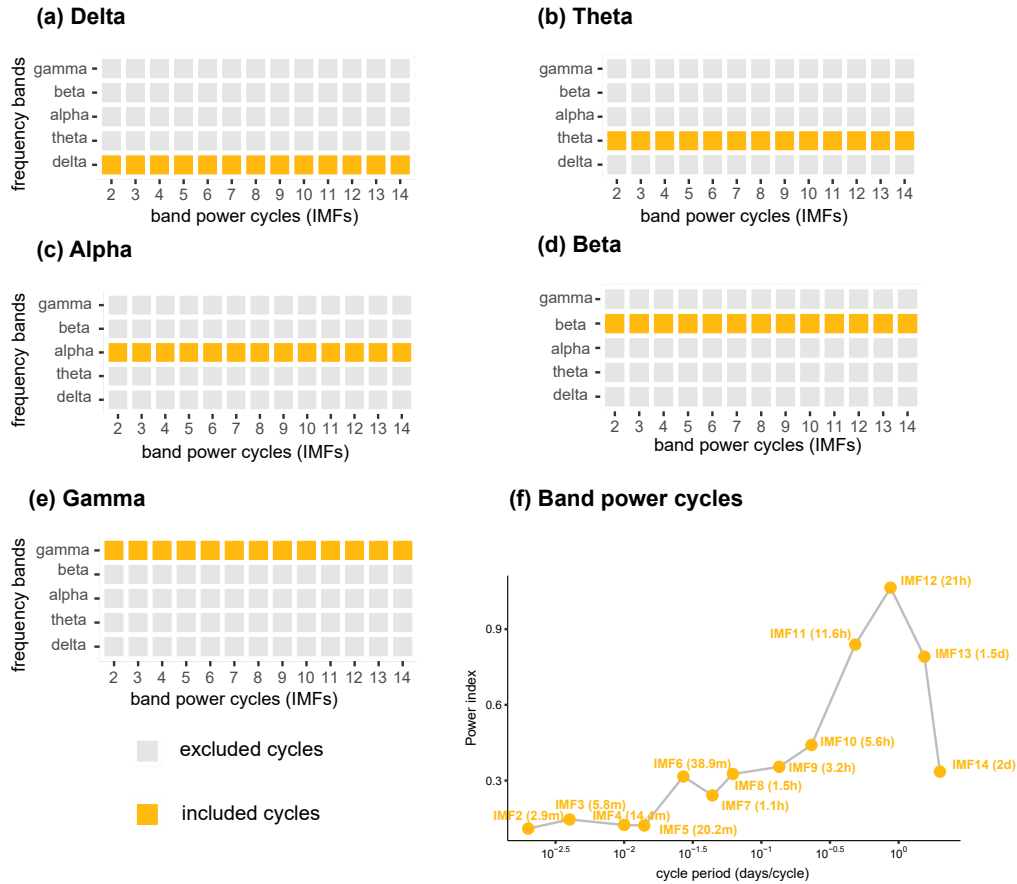 (a) Delta
frequency bands
gamma
beta
alpha
theta
delta
2 3 4 5 6 7 8 9 10 11 12 13 14
band power cycles (IMFs)
(b) Theta
gamma
beta
alpha
theta
delta
2 3 4 5 6 7 8 9 10 11 12 13 14
band power cycles (IMFs)
(c) Alpha
frequency bands
gamma
beta
alpha
theta
delta
2 3 4 5 6 7 8 9 10 11 12 13 14
band power cycles (IMFs)
(d) Beta
gamma
beta
alpha
theta
delta
2 3 4 5 6 7 8 9 10 11 12 13 14
band power cycles (IMFs)
(e) Gamma
frequency bands
gamma
beta
alpha
theta
delta
2 3 4 5 6 7 8 9 10 11 12 13 14
band power cycles (IMFs)
excluded cycles
included cycles
(f) Band power cycles
Power index
0.9
0.6
0.3
IMF12 (21h)
IMF11 (11.6h)
IMF13 (1.5d)
IMF10 (5.6h)
IMF6 (38.9m)
IMF9 (3.2h)
IMF14 (2d)
IMF8 (1.5h)
IMF7 (1.1h)
IMF3 (5.8m)
IMF2 (2.9m)
IMF4 (14.4m)
IMF5 (20.2m)
10^-2.5 10^-2 10^-1.5 10^-1 10^-0.5 10^0
cycle period (days/cycle)